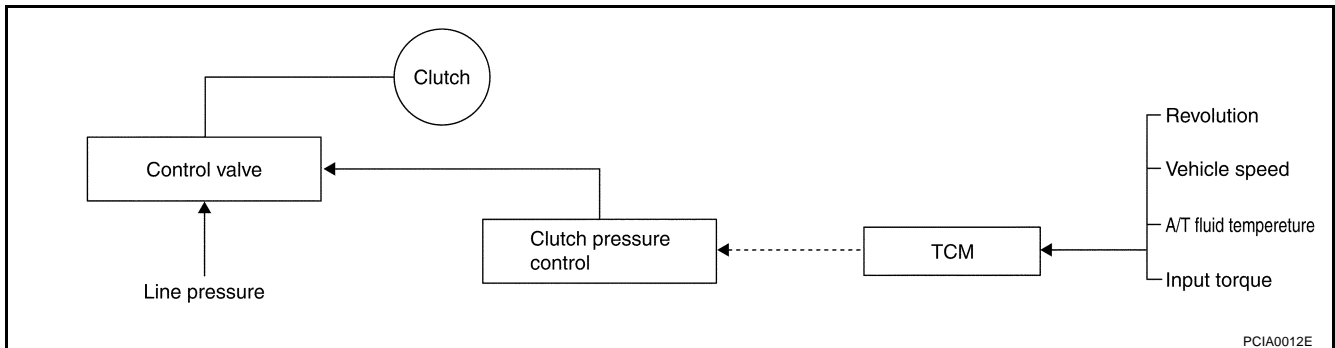 Clutch
Revolution
Control valve
Vehicle speed
A/T fluid tempereture
Clutch pressure
control
TCM
Input torque
Line pressure
PCIA0012E